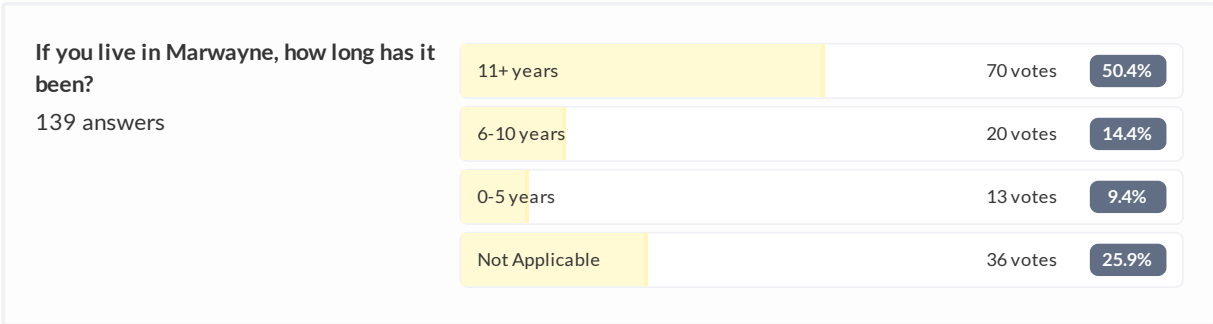 If you live in Marwayne, how long has it
been?
139 answers
11+ years 70 votes 50.4%
6-10 years 20 votes 14.4%
0-5 years 13 votes 9.4%
Not Applicable 36 votes 25.9%